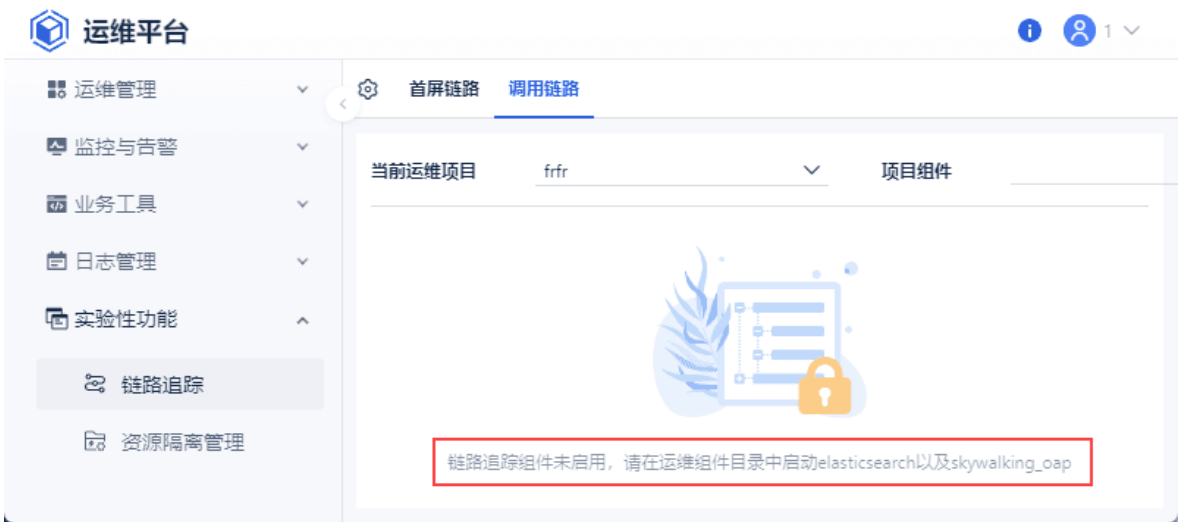 运维平台
1
运维管理
首屏链路 调用链路
监控与告警
当前运维项目 frfr 项目组件
业务工具
日志管理
实验性功能
链路追踪
资源隔离管理
链路追踪组件未启用，请在运维组件目录中启动elasticsearch以及skywalking_oap